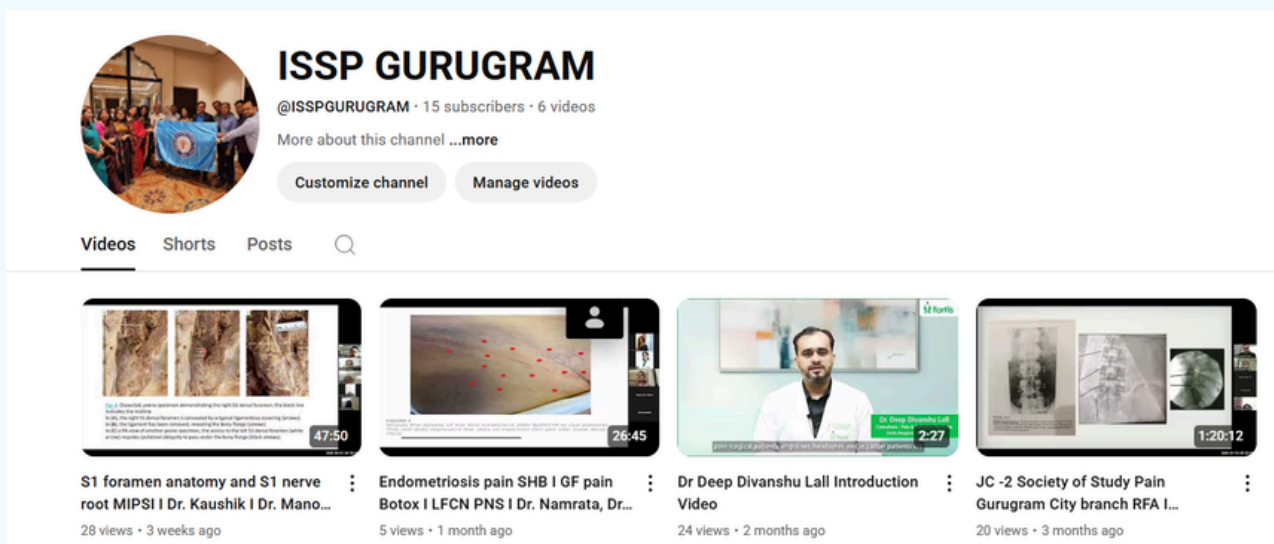 ISSP GURUGRAM
@ISSPGURUGRAM · 15 subscribers · 6 videos
More about this channel ...more
Customize channel
Manage videos
Videos
Shorts
Posts
47:50
S1 foramen anatomy and S1 nerve
root MIPSI I Dr. Kaushik I Dr. Mano...
28 views · 3 weeks ago
26:45
Endometriosis pain SHB I GF pain
Botox I LFCN PNS I Dr. Namrata, Dr...
5 views · 1 month ago
fortis
Dr. Deep Divanshu Lall
2:27
Dr Deep Divanshu Lall Introduction
Video
24 views · 2 months ago
1:20:12
JC -2 Society of Study Pain
Gurugram City branch RFA I...
20 views · 3 months ago